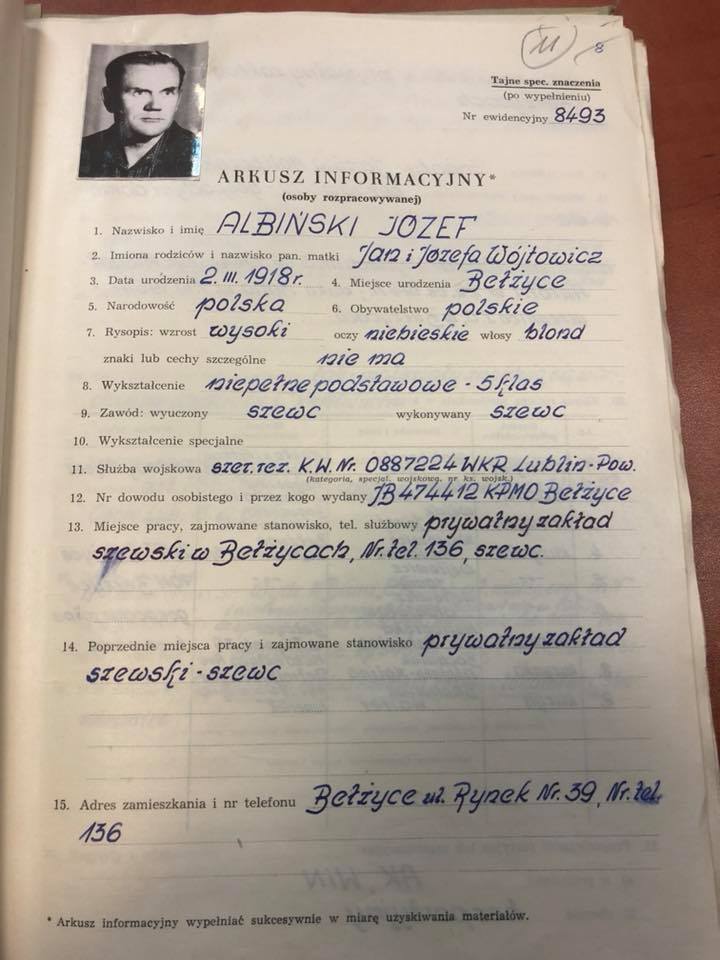 11 8
Tajne spec. znaczenia
(po wypełnieniu)
Nr ewidencyjny 8493
ARKUSZ INFORMACYJNY*
(osoby rozpracowywanej)
1. Nazwisko i imię ALBIŃSKI JÓZEF
2. Imiona rodziców i nazwisko pan. matki Jan i Józefa Wójtowicz
3. Data urodzenia 2. III. 1918 r. 4. Miejsce urodzenia Bełżyce
5. Narodowość polska 6. Obywatelstwo polskie
7. Rysopis: wzrost wysoki oczy niebieskie włosy blond
znaki lub cechy szczególne nie ma
8. Wykształcenie niepełne podstawowe - 5 klas
9. Zawód: wyuczony szewc wykonywany szewc
10. Wykształcenie specjalne
11. Służba wojskowa szer. rez. K.W. Nr. 0887224 WKR Lublin-Pow.
(kategoria, specjal. wojskowa, nr ks. wojsk.)
12. Nr dowodu osobistego i przez kogo wydany JB 474412 KPMO Bełżyce
13. Miejsce pracy, zajmowane stanowisko, tel. służbowy prywatny zakład
szewski w Bełżycach, Nr. tel. 136, szewc.
14. Poprzednie miejsca pracy i zajmowane stanowisko prywatny zakład
szewski - szewc
15. Adres zamieszkania i nr telefonu Bełżyce ul. Rynek Nr. 39, Nr. tel.
136
* Arkusz informacyjny wypełniać sukcesywnie w miarę uzyskiwania materiałów.